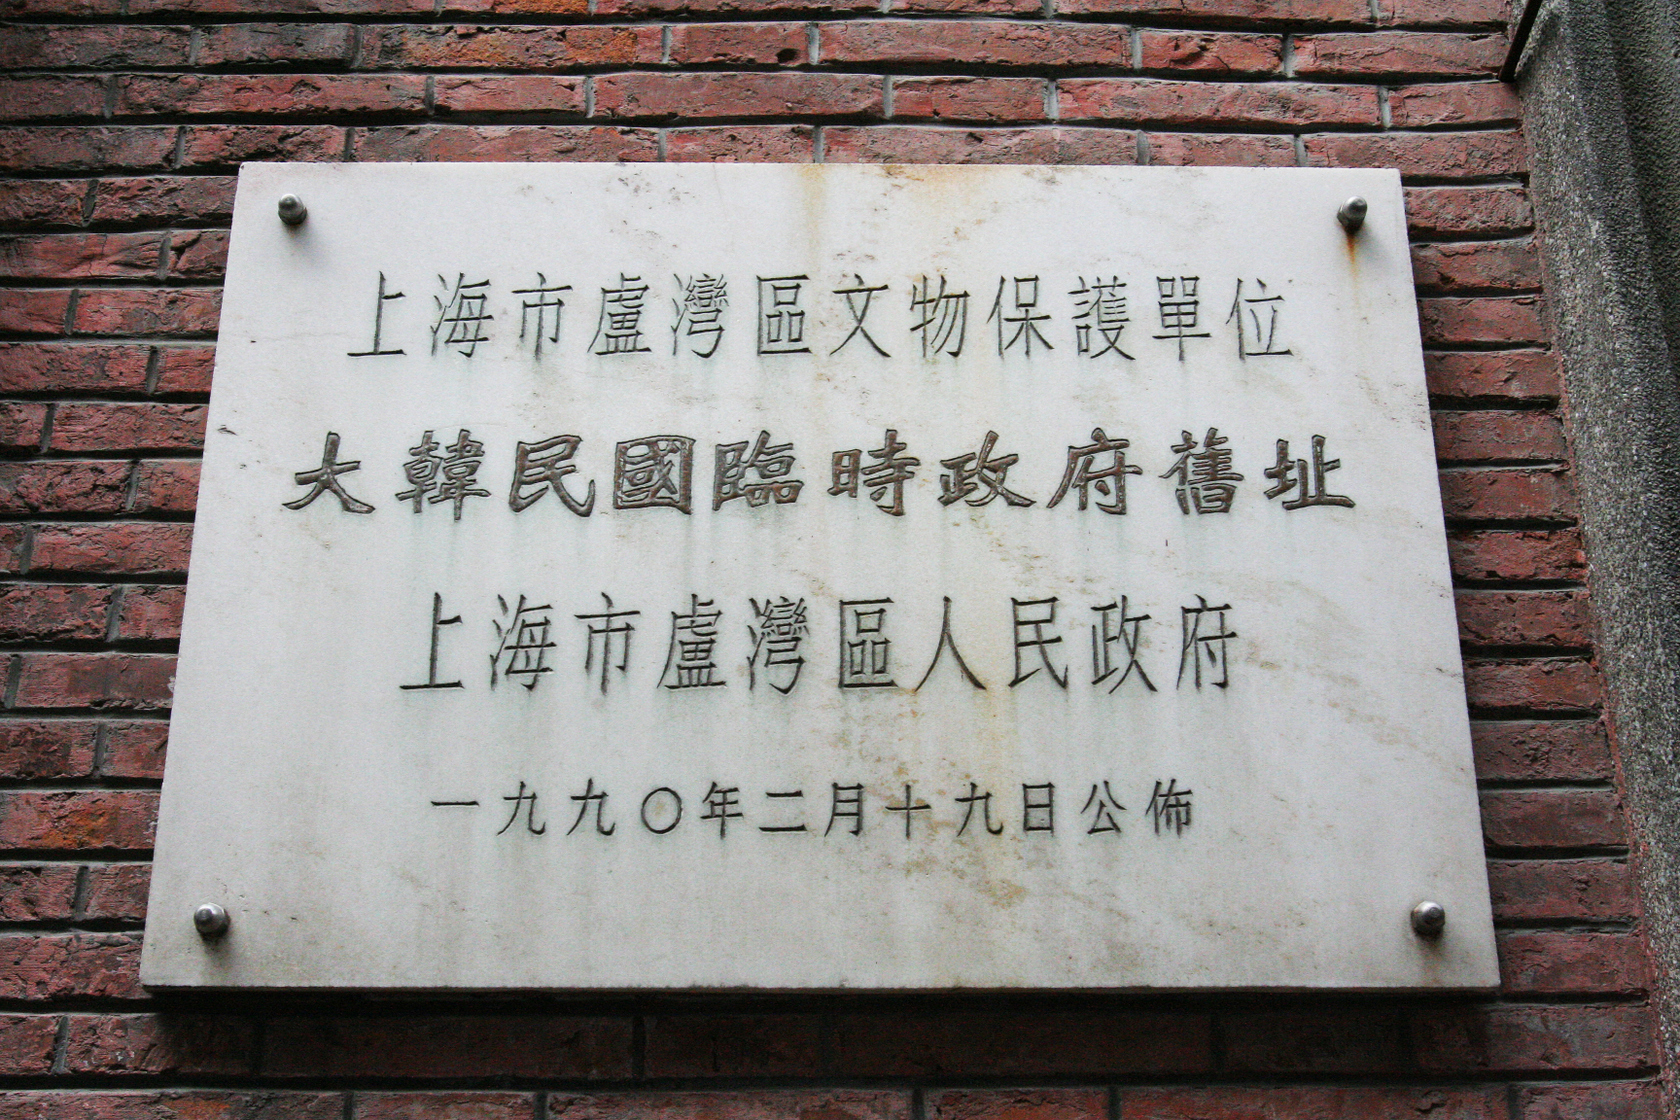 上海市盧灣區文物保護單位
大韓民國臨時政府舊址
上海市盧灣區人民政府
一九九〇年二月十九日公佈